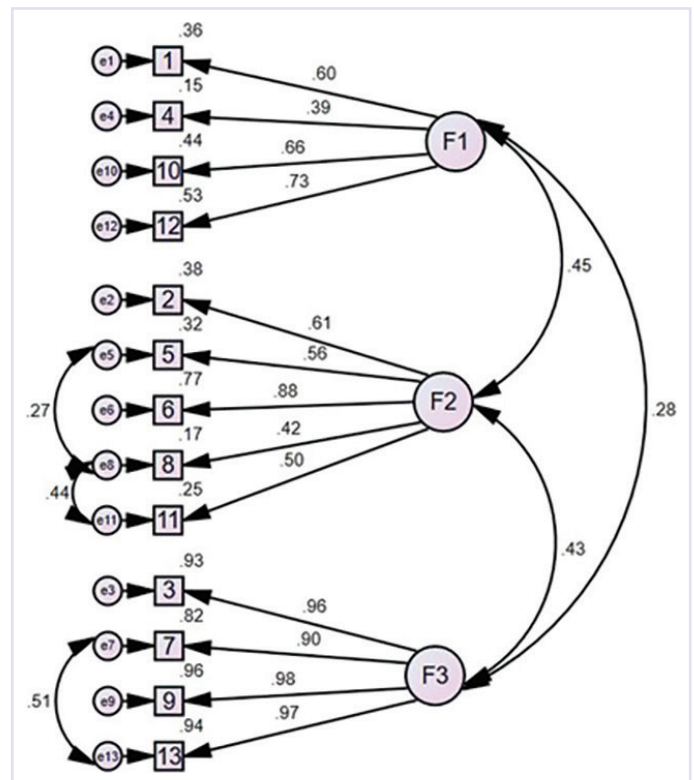 .36
e1 1 .60
.15
e4 4 .39
.44
e10 10 .66
.53
e12 12 .73
F1
.45
.38
e2 2 .61
.32
e5 5 .56
.77
e6 6 .88
.17
e8 8 .42
.25
e11 11 .50
F2
.27
.44
.28
.43
.93
e3 3 .96
.82
e7 7 .90
.96
e9 9 .98
.94
e13 13 .97
F3
.51